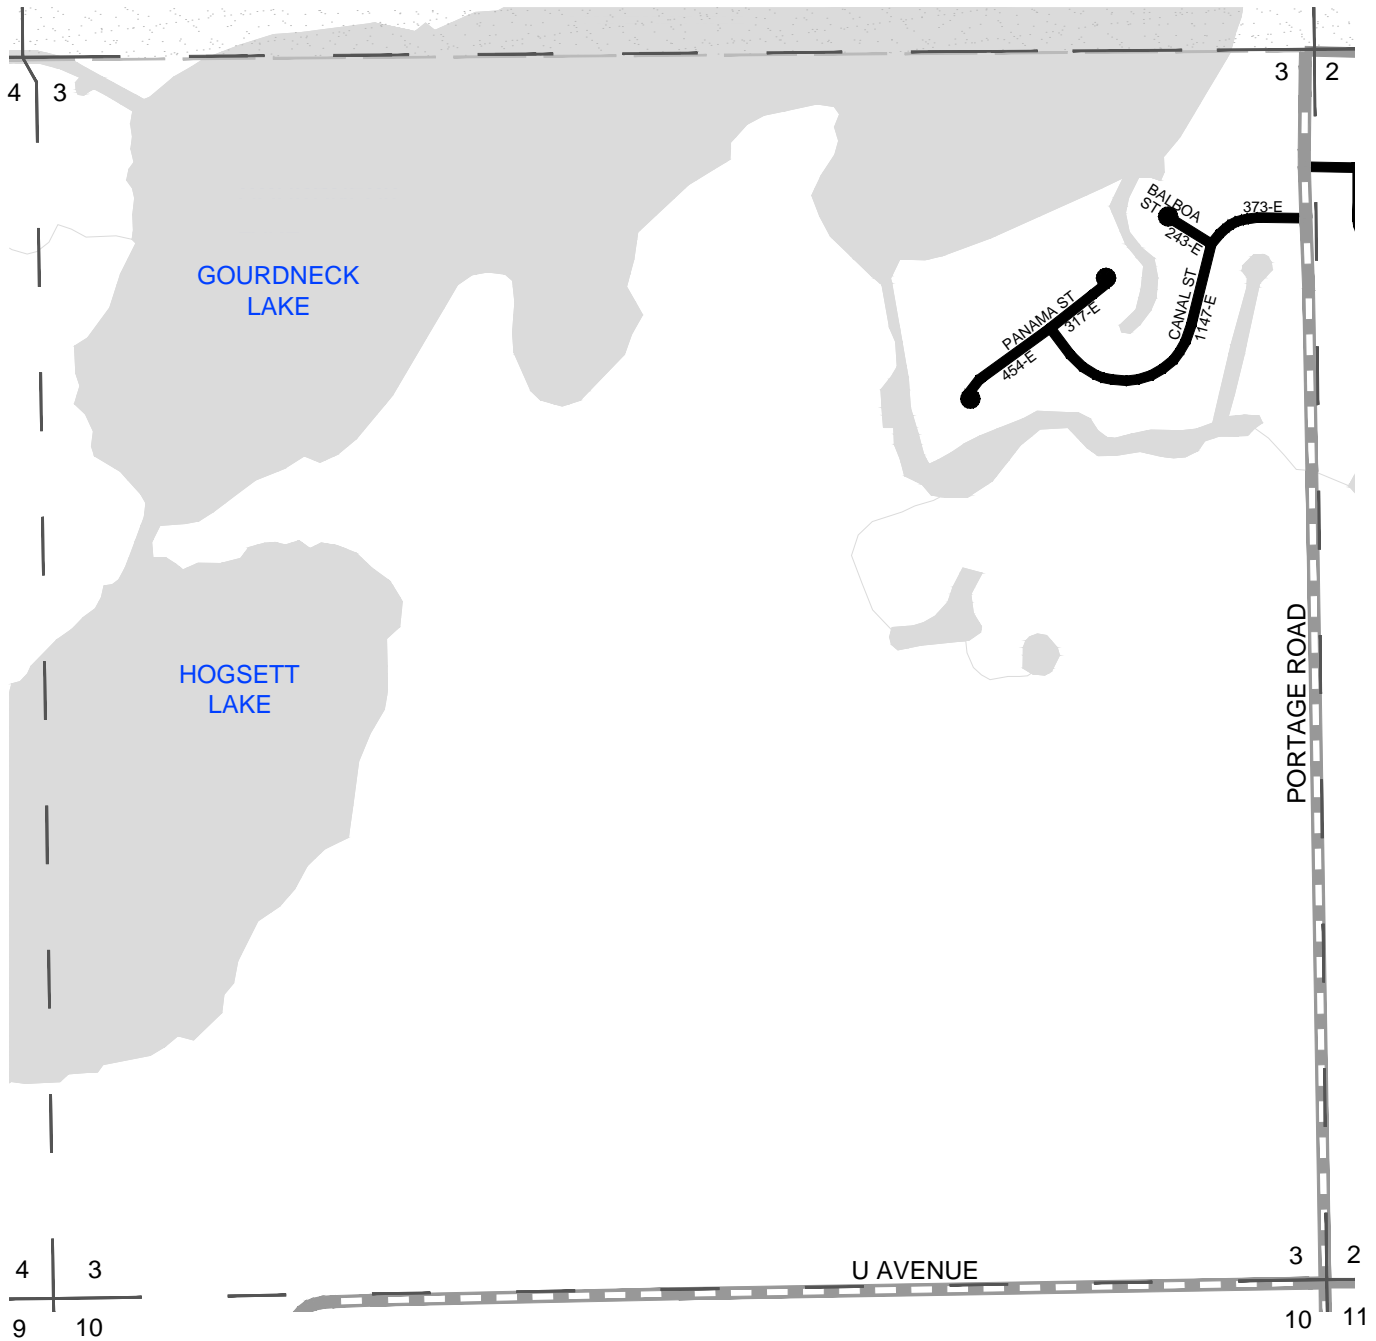 3 2
4 3
BALBOA
ST
373-E
243-E
GOURDNECK
LAKE
CANAL ST
1147-E
PANAMA ST
317-E
454-E
PORTAGE ROAD
HOGSETT
LAKE
3 2
4 3
U AVENUE
10 11
9 10